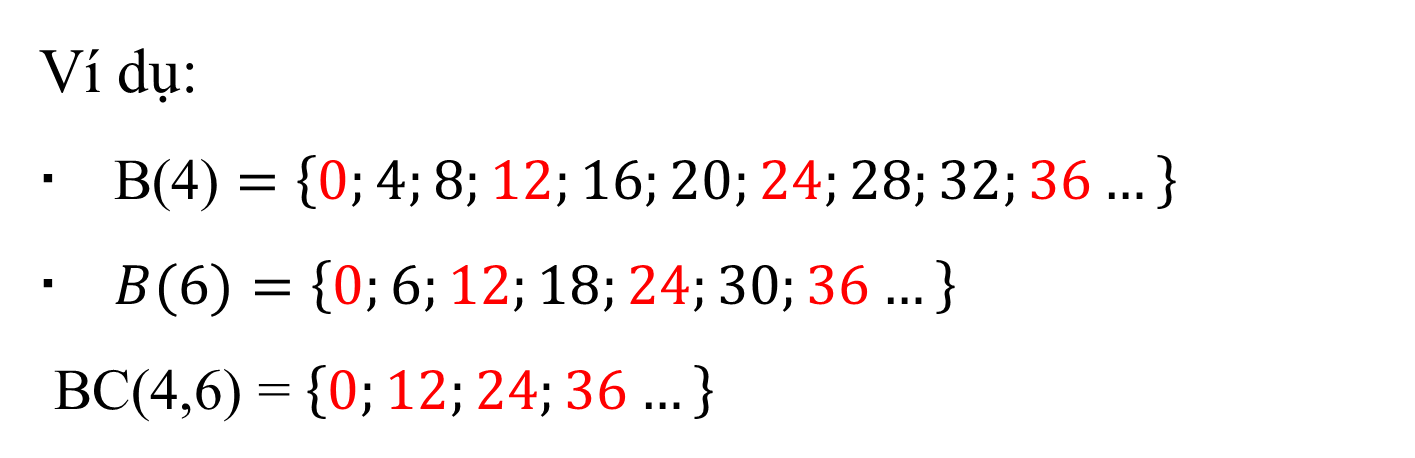 Ví dụ:
▪ B(4) = {0; 4; 8; 12; 16; 20; 24; 28; 32; 36 ... }
▪ B(6) = {0; 6; 12; 18; 24; 30; 36 ... }
BC(4,6) = {0; 12; 24; 36 ... }